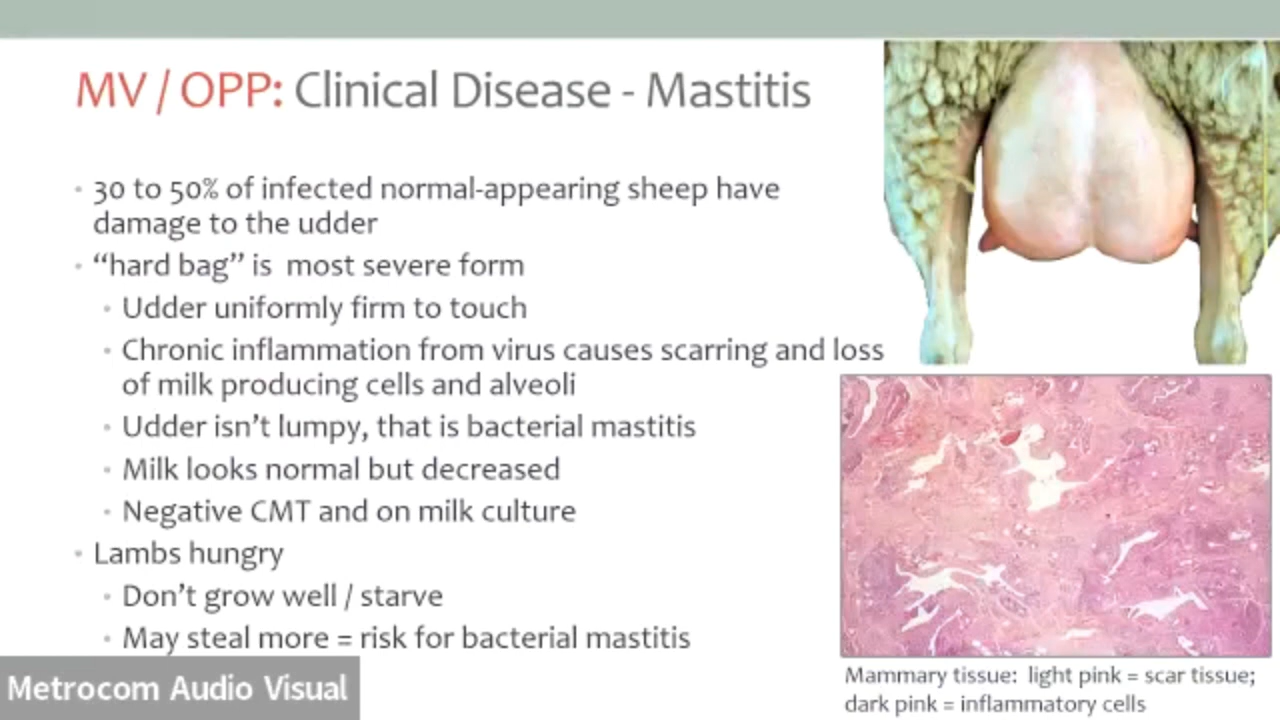 MV / OPP: Clinical Disease - Mastitis
• 30 to 50% of infected normal-appearing sheep have
damage to the udder
• “hard bag” is most severe form
• Udder uniformly firm to touch
• Chronic inflammation from virus causes scarring and loss
of milk producing cells and alveoli
• Udder isn’t lumpy, that is bacterial mastitis
• Milk looks normal but decreased
• Negative CMT and on milk culture
• Lambs hungry
• Don’t grow well / starve
• May steal more = risk for bacterial mastitis
Metrocom Audio Visual
Mammary tissue: light pink = scar tissue;
dark pink = inflammatory cells